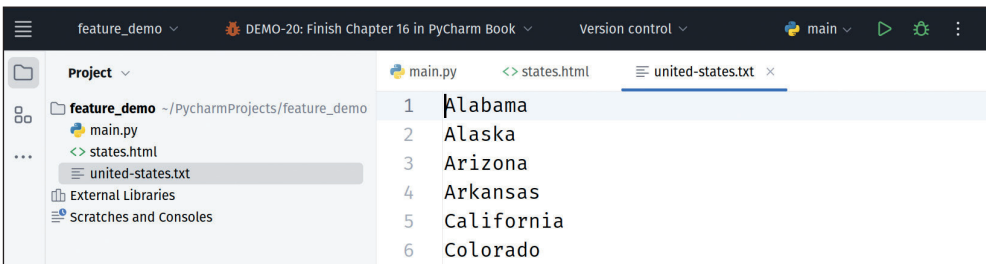 feature_demo DEMO-20: Finish Chapter 16 in PyCharm Book Version control main
Project
main.py states.html united-states.txt
feature_demo ~/PycharmProjects/feature_demo
main.py
states.html
united-states.txt
External Libraries
Scratches and Consoles
1 Alabama
2 Alaska
3 Arizona
4 Arkansas
5 California
6 Colorado